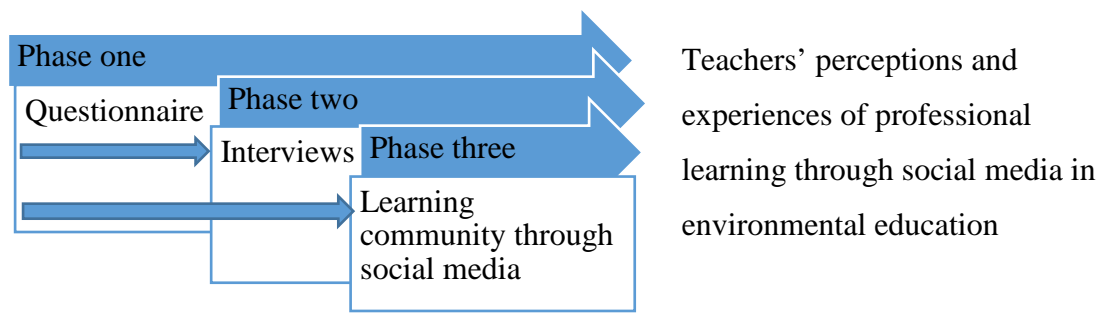 Phase one
Questionnaire
Phase two
Interviews
Phase three
Learning
community through
social media
Teachers’ perceptions and
experiences of professional
learning through social media in
environmental education